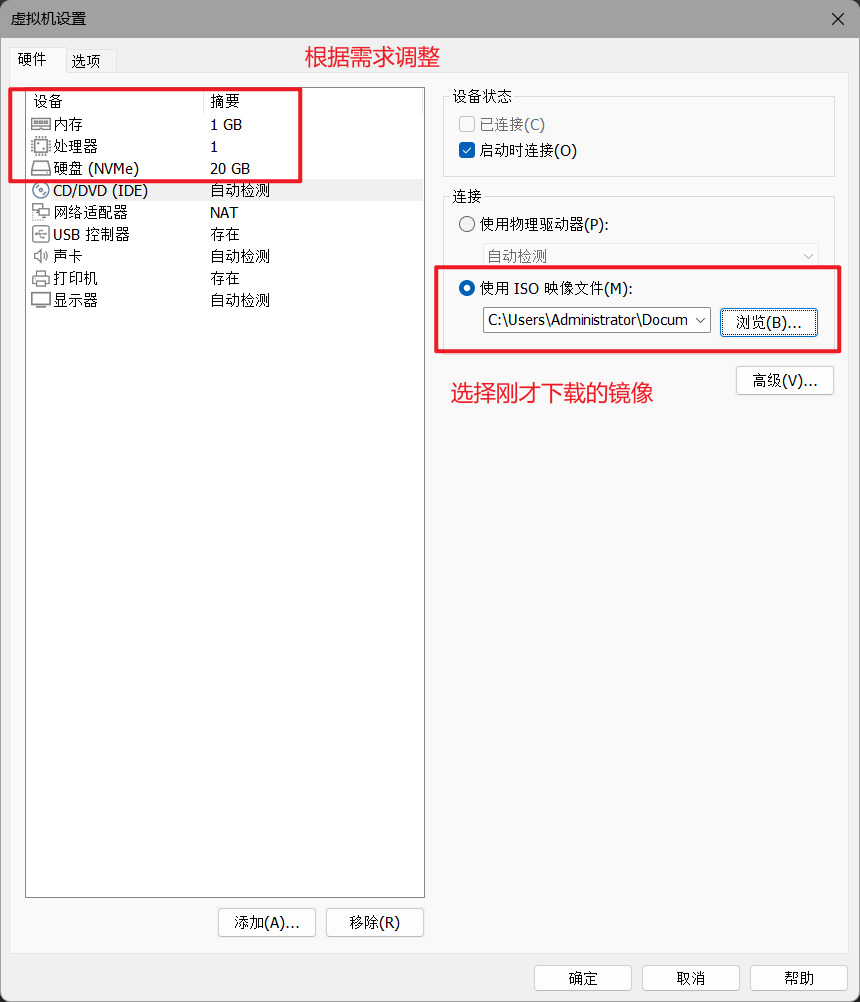 虚拟机设置
硬件 选项
根据需求调整
设备 摘要
内存 1 GB
处理器 1
硬盘 (NVMe) 20 GB
CD/DVD (IDE) 自动检测
网络适配器 NAT
USB 控制器 存在
声卡 自动检测
打印机 存在
显示器 自动检测
添加(A)... 移除(R)
设备状态
已连接(C)
启动时连接(O)
连接
使用物理驱动器(P):
自动检测
使用 ISO 映像文件(M):
C:\Users\Administrator\Docum 浏览(B)...
高级(V)...
选择刚才下载的镜像
确定 取消 帮助